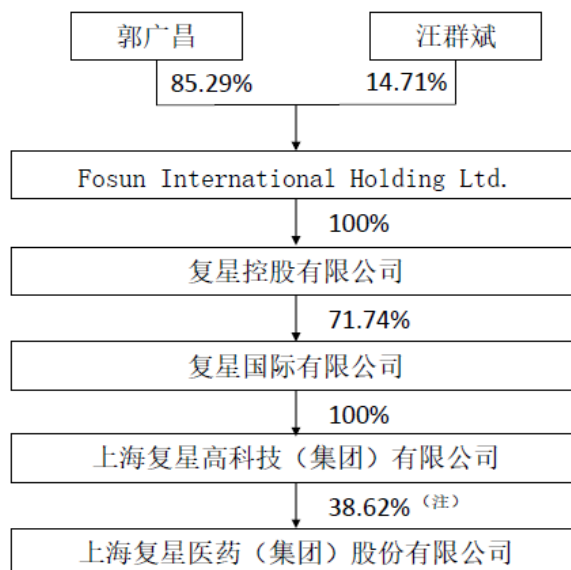 郭广昌
汪群斌
85.29%
14.71%
Fosun International Holding Ltd.
100%
复星控股有限公司
71.74%
复星国际有限公司
100%
上海复星高科技（集团）有限公司
38.62%（注）
上海复星医药（集团）股份有限公司